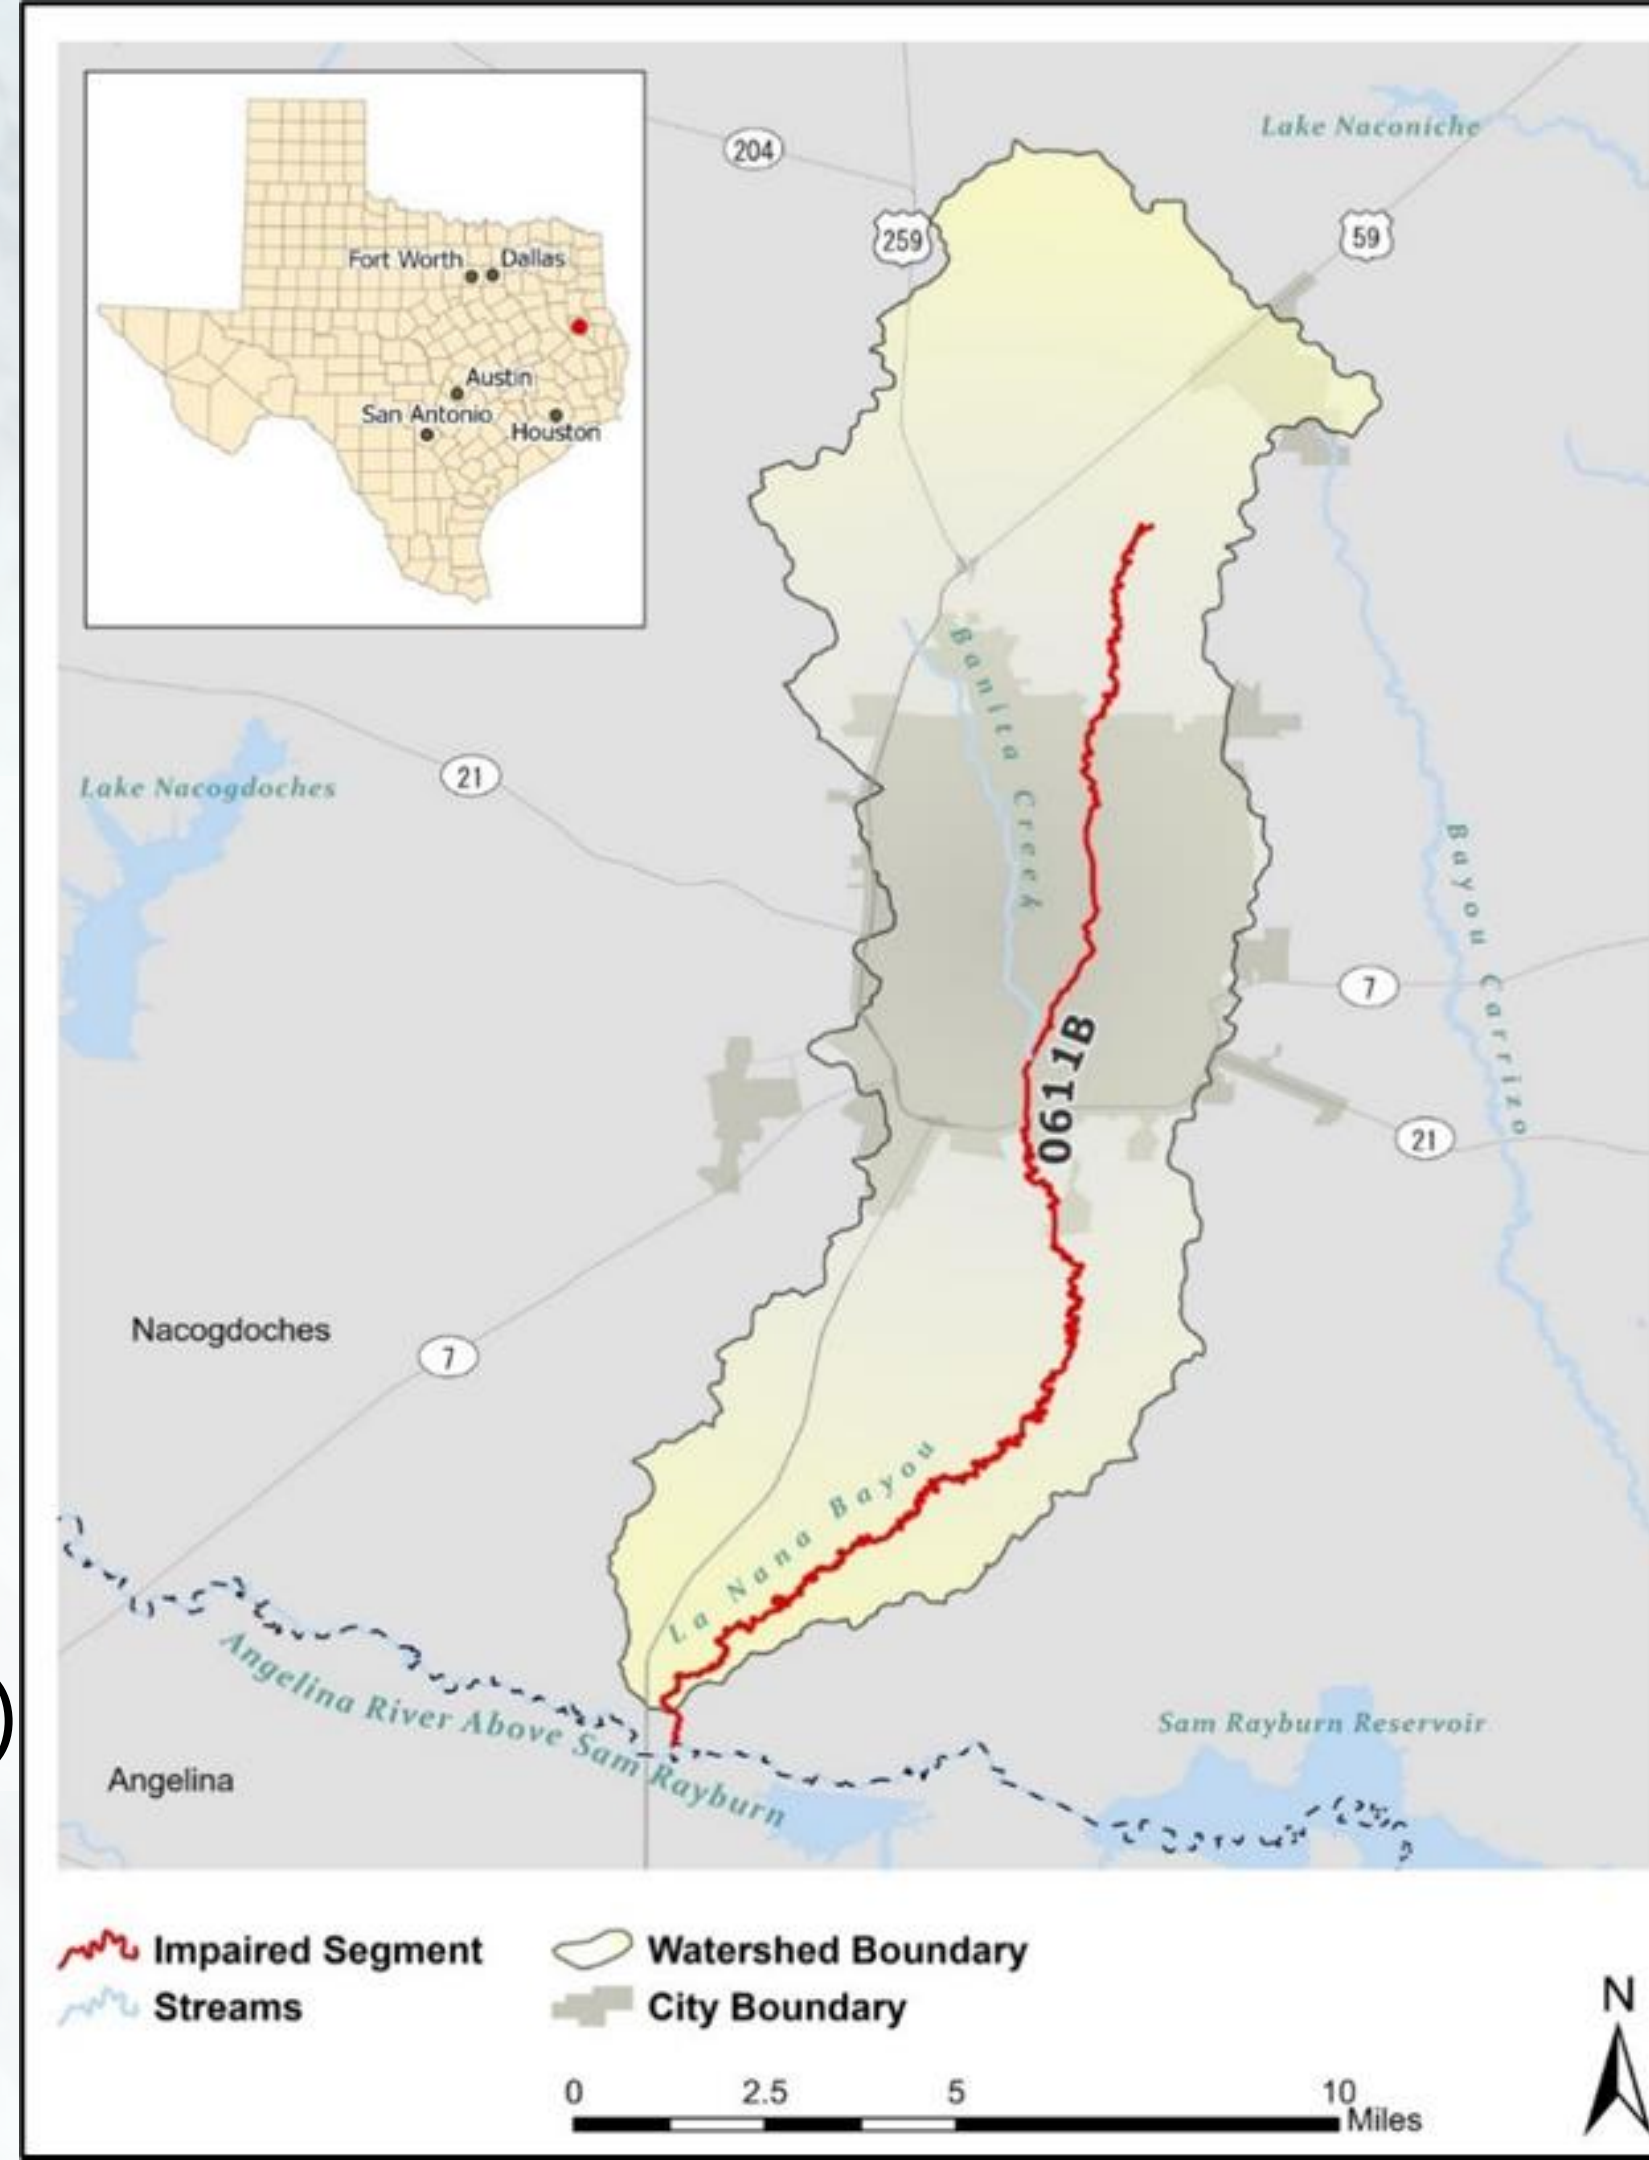 Lake Naconiche
204
259
59
Fort Worth
Dallas
Austin
San Antonio
Houston
Banita Creek
21
Lake Nacogdoches
Bayou Carrizo
7
0611B
21
Nacogdoches
7
La Nana Bayou
Angelina River Above Sam Rayburn
Sam Rayburn Reservoir
Angelina
)
Impaired Segment
Watershed Boundary
Streams
City Boundary
N
0 2.5 5 10
Miles